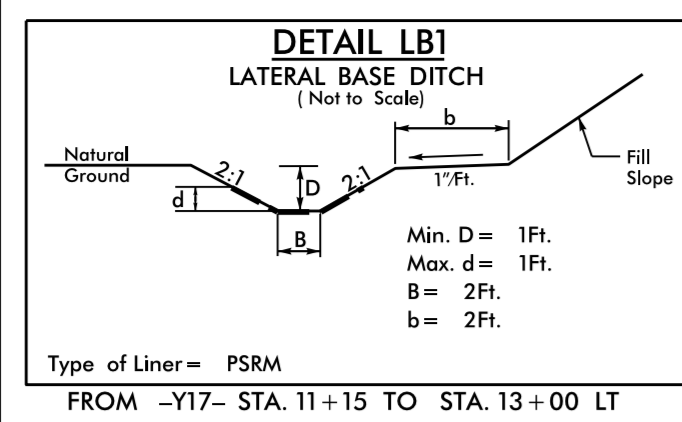 DETAIL LB1
LATERAL BASE DITCH
( Not to Scale)
b
Natural
Ground
2:1
D
2:1
1"/Ft.
Fill
Slope
d
B
Min. D = 1Ft.
Max. d = 1Ft.
B = 2Ft.
b = 2Ft.
Type of Liner = PSRM
FROM -Y17- STA. 11+15 TO STA. 13+00 LT